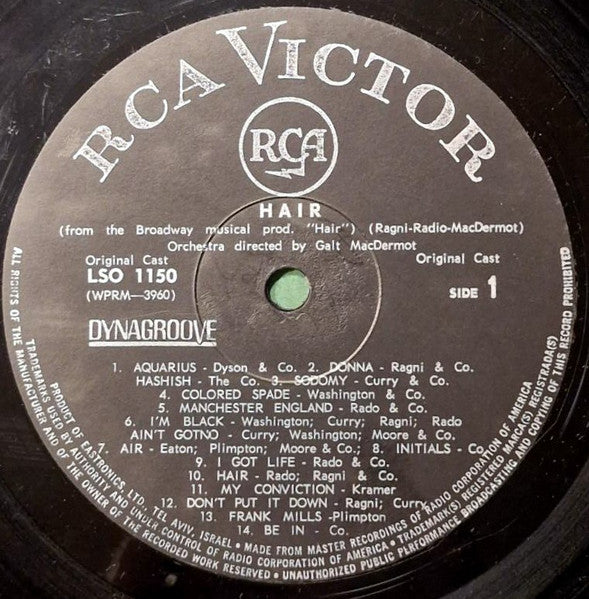 RCA VICTOR
RCA
HAIR
(from the Broadway musical prod. "Hair") (Ragni-Radio-MacDermot)
Orchestra directed by Galt MacDermot
Original Cast
LSO 1150
(WPRM—3960)
Original Cast
SIDE 1
DYNAGROOVE
1. AQUARIUS - Dyson & Co. 2. DONNA - Ragni & Co.
HASHISH - The Co. 3. SODOMY - Curry & Co.
4. COLORED SPADE - Washington & Co.
5. MANCHESTER ENGLAND - Rado & Co.
6. I'M BLACK - Washington; Curry; Ragni; Rado
AIN'T GOTNO - Curry; Washington; Moore & Co.
7. AIR - Eaton; Plimpton; Moore & Co.; 8. INITIALS - Co.
9. I GOT LIFE - Rado & Co.
10. HAIR - Rado; Ragni & Co.
11. MY CONVICTION - Kramer
12. DON'T PUT IT DOWN - Ragni; Curry
13. FRANK MILLS -Plimpton
14. BE IN - Co.
PRODUCT OF EASTRONICS, LTD. TEL AVIV, ISRAEL • MADE FROM MASTER RECORDINGS OF RADIO CORPORATION OF AMERICA
TRADEMARKS USED BY AUTHORITY AND UNDER CONTROL OF RADIO CORPORATION OF AMERICA • TRADEMARK(S) REGISTERED. MARCA(S) REGISTRADA(S)
ALL RIGHTS OF THE MANUFACTURER AND OF THE OWNER OF THE RECORDED WORK RESERVED • UNAUTHORIZED PUBLIC PERFORMANCE BROADCASTING AND COPYING OF THIS RECORD PROHIBITED